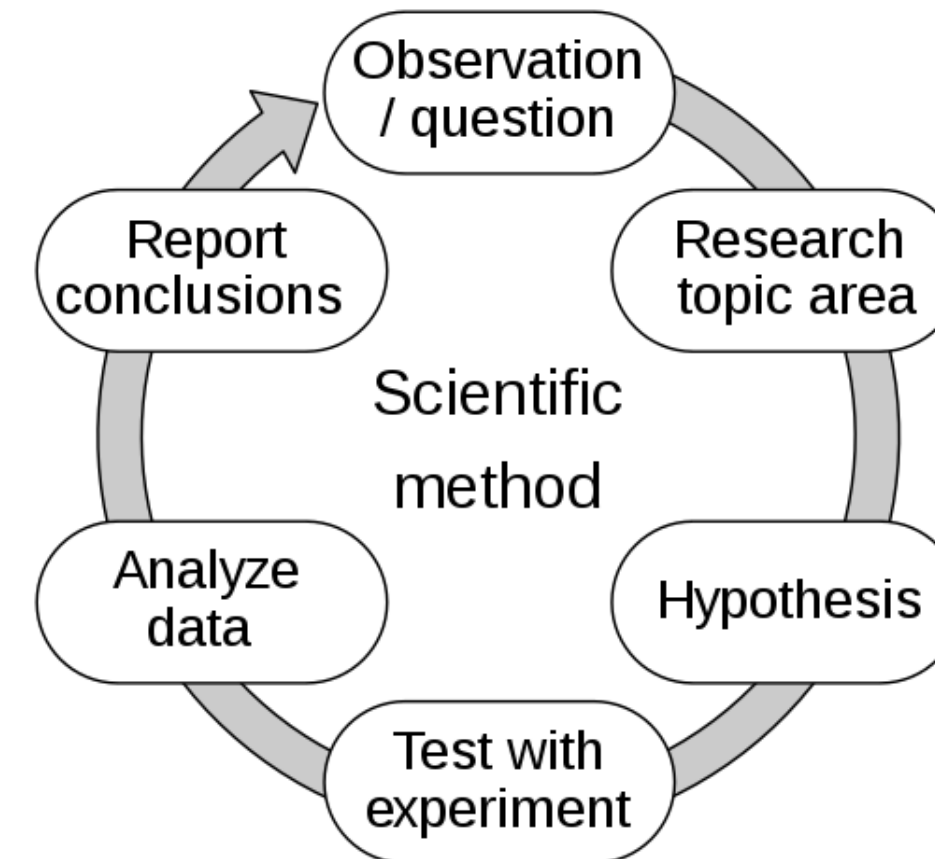 Observation
/ question
Research
topic area
Hypothesis
Test with
experiment
Analyze
data
Report
conclusions
Scientific
method